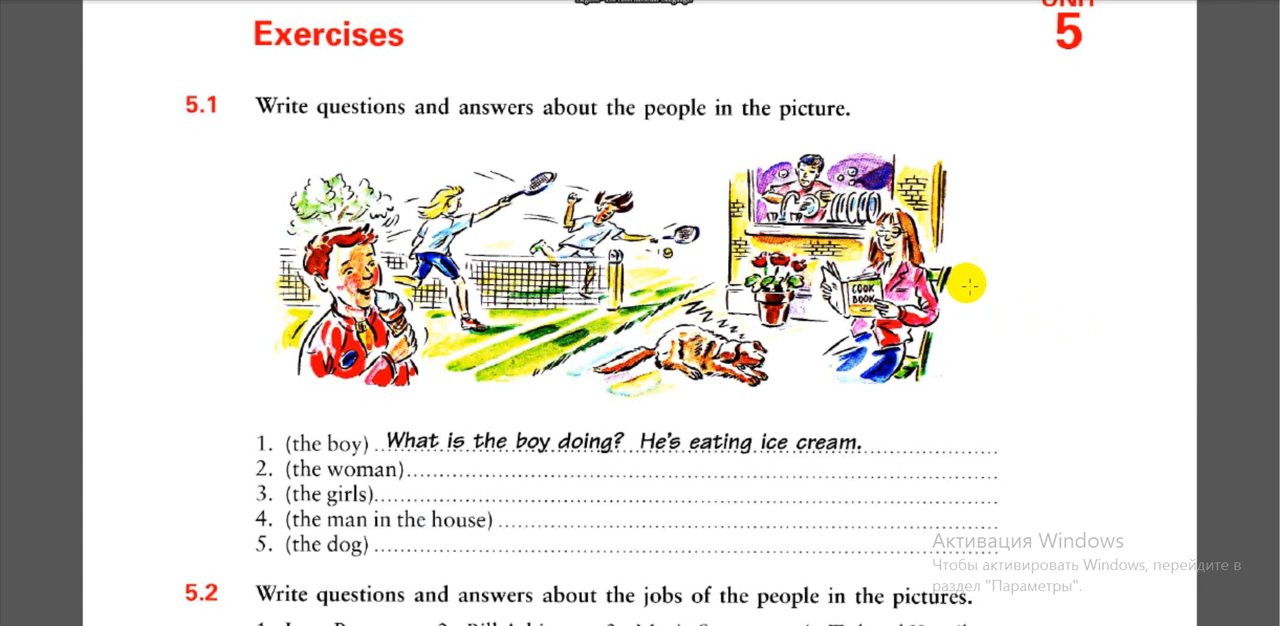 UNIT
Exercises
5
5.1 Write questions and answers about the people in the picture.
COOK
BOOK
1. (the boy) What is the boy doing? He's eating ice cream.
2. (the woman)
3. (the girls)
4. (the man in the house)
5. (the dog)
Активация Windows
Чтобы активировать Windows, перейдите в
раздел "Параметры".
5.2 Write questions and answers about the jobs of the people in the pictures.